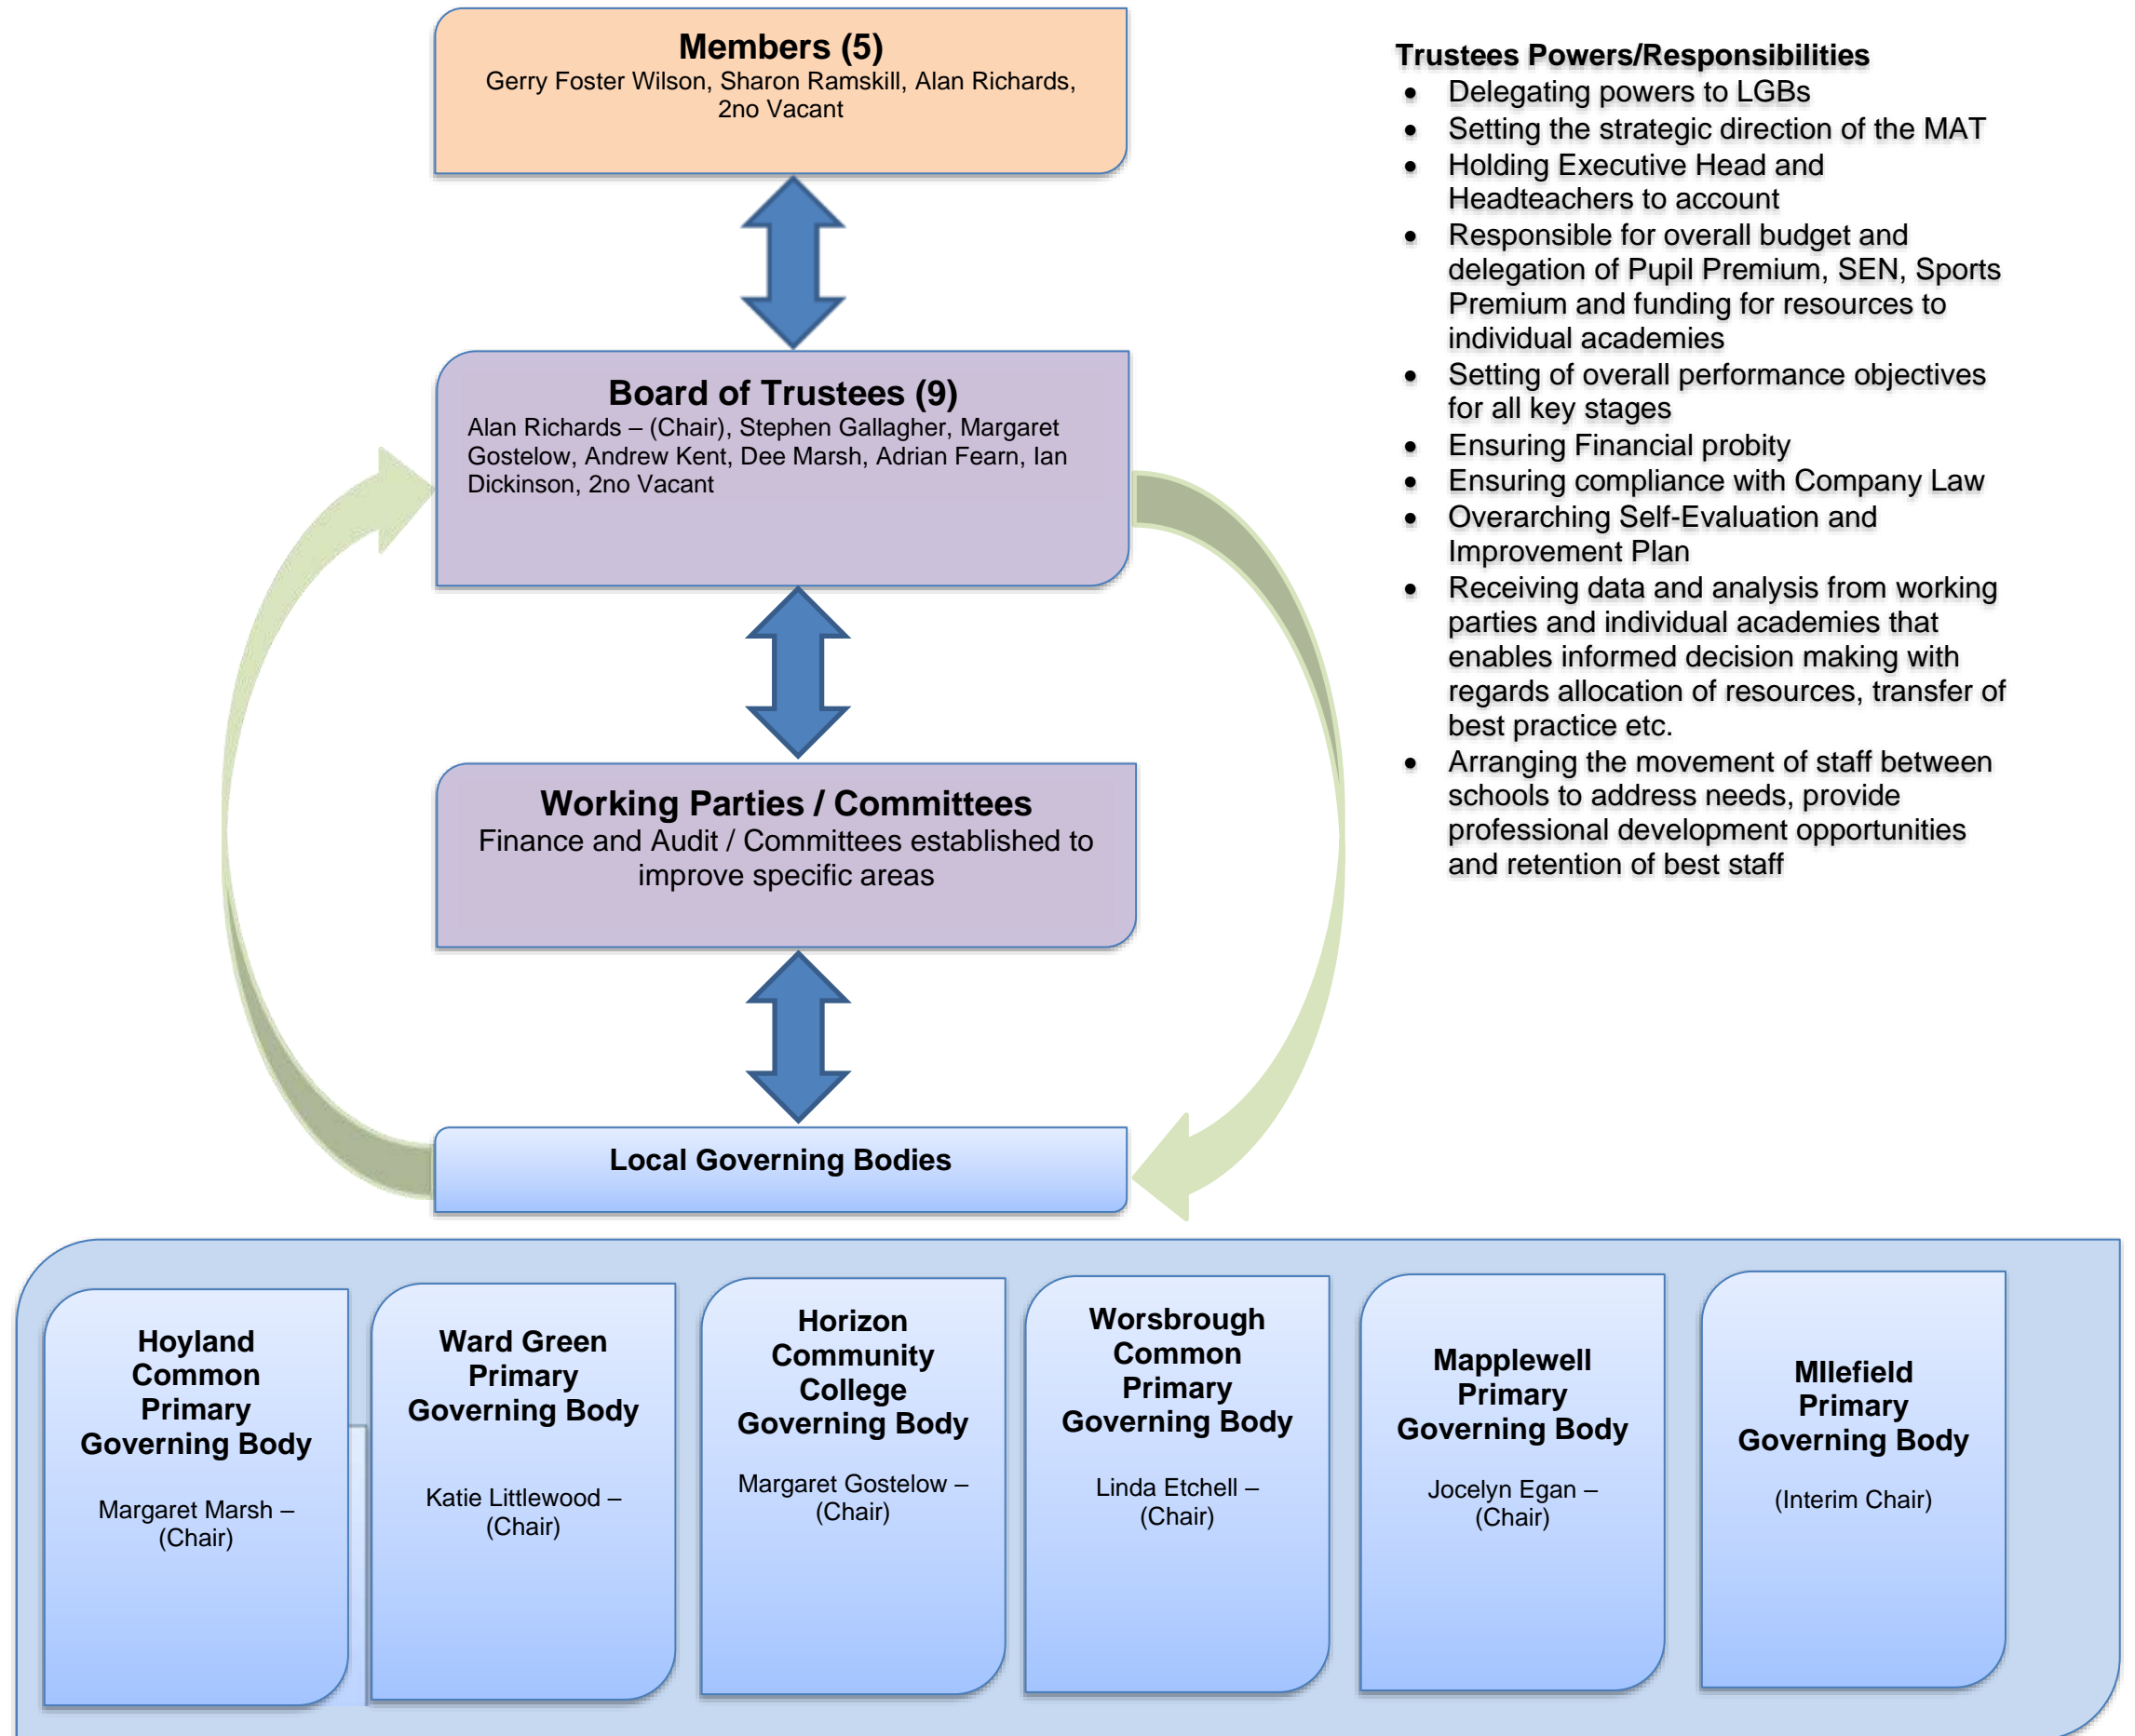 Members (5)
Gerry Foster Wilson, Sharon Ramskill, Alan Richards,
2no Vacant
Trustees Powers/Responsibilities
• Delegating powers to LGBs
• Setting the strategic direction of the MAT
• Holding Executive Head and
Headteachers to account
• Responsible for overall budget and
delegation of Pupil Premium, SEN, Sports
Premium and funding for resources to
individual academies
• Setting of overall performance objectives
for all key stages
• Ensuring Financial probity
• Ensuring compliance with Company Law
• Overarching Self-Evaluation and
Improvement Plan
• Receiving data and analysis from working
parties and individual academies that
enables informed decision making with
regards allocation of resources, transfer of
best practice etc.
• Arranging the movement of staff between
schools to address needs, provide
professional development opportunities
and retention of best staff
Board of Trustees (9)
Alan Richards – (Chair), Stephen Gallagher, Margaret
Gostelow, Andrew Kent, Dee Marsh, Adrian Fearn, Ian
Dickinson, 2no Vacant
Working Parties / Committees
Finance and Audit / Committees established to
improve specific areas
Local Governing Bodies
Hoyland
Common
Primary
Governing Body
Margaret Marsh –
(Chair)
Ward Green
Primary
Governing Body
Katie Littlewood –
(Chair)
Horizon
Community
College
Governing Body
Margaret Gostelow –
(Chair)
Worsbrough
Common
Primary
Governing Body
Linda Etchell –
(Chair)
Mapplewell
Primary
Governing Body
Jocelyn Egan –
(Chair)
MIlefield
Primary
Governing Body
(Interim Chair)